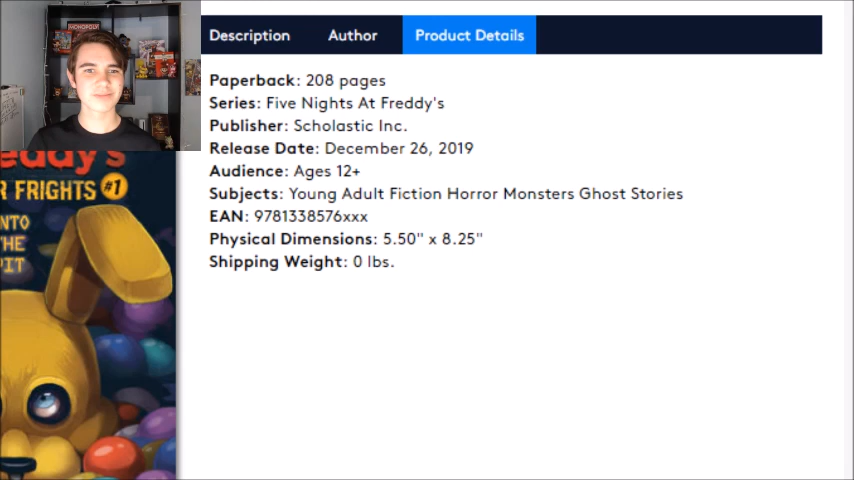 Description Author Product Details
Paperback: 208 pages
Series: Five Nights At Freddy's
Publisher: Scholastic Inc.
Release Date: December 26, 2019
Audience: Ages 12+
Subjects: Young Adult Fiction Horror Monsters Ghost Stories
EAN: 9781338576xxx
Physical Dimensions: 5.50" x 8.25"
Shipping Weight: 0 lbs.
MONOPOLY
eddy's
R FRIGHTS #1
NTO
HE
PIT